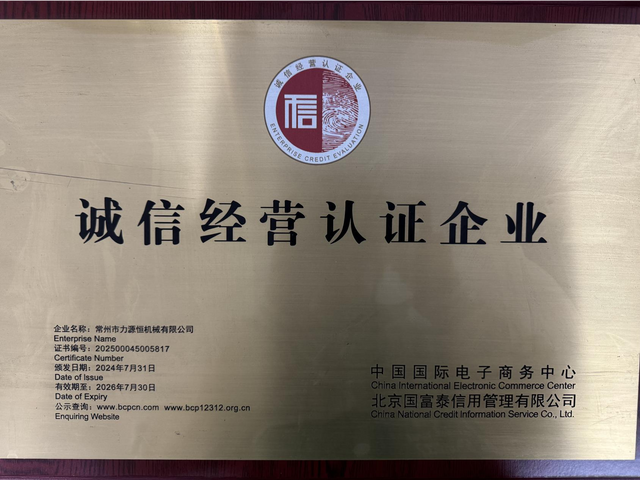 诚信经营认证企业
信
ENTERPRISE CREDIT EVALUATION
诚信经营认证企业
企业名称：常州市力源恒机械有限公司
Enterprise Name
证书编号：202500045005817
Certificate Number
颁发日期：2024年7月31日
Date of Issue
有效期至：2026年7月30日
Date of Expiry
公示查询：www.bcpcn.com www.bcp12312.org.cn
Enquiring Website
中国国际电子商务中心
China International Electronic Commerce Center
北京国富泰信用管理有限公司
China National Credit Information Service Co., Ltd.